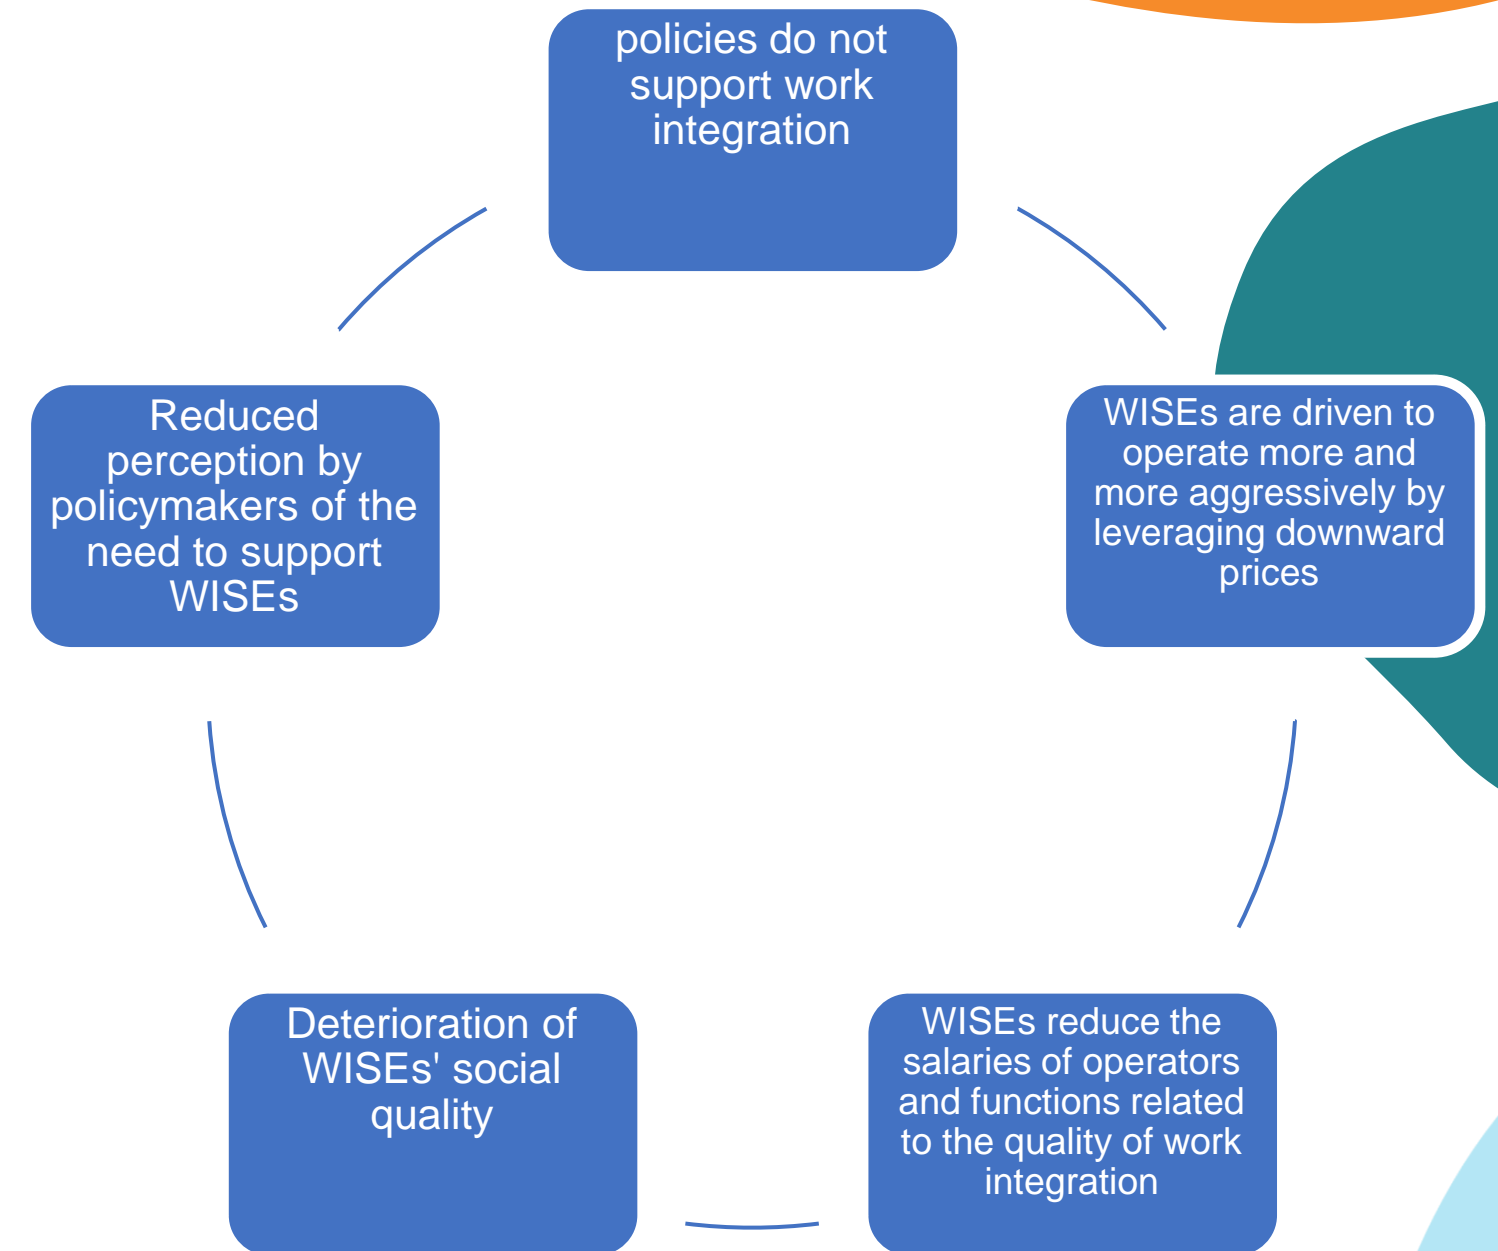 policies do not
support work
integration
WISEs are driven to
operate more and
more aggressively by
leveraging downward
prices
WISEs reduce the
salaries of operators
and functions related
to the quality of work
integration
Deterioration of
WISEs' social
quality
Reduced
perception by
policymakers of the
need to support
WISEs